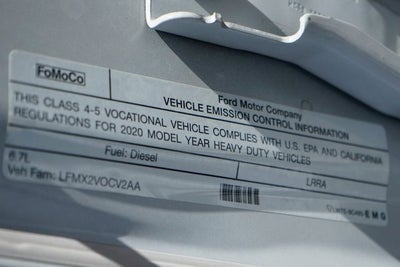 FoMoCo
Ford Motor Company
VEHICLE EMISSION CONTROL INFORMATION
THIS CLASS 4-5 VOCATIONAL VEHICLE COMPLIES WITH U.S. EPA AND CALIFORNIA
REGULATIONS FOR 2020 MODEL YEAR HEAVY DUTY VEHICLES
6.7L
Fuel: Diesel
Veh Fam: LFMX2VOCV2AA
LRRA
E M G